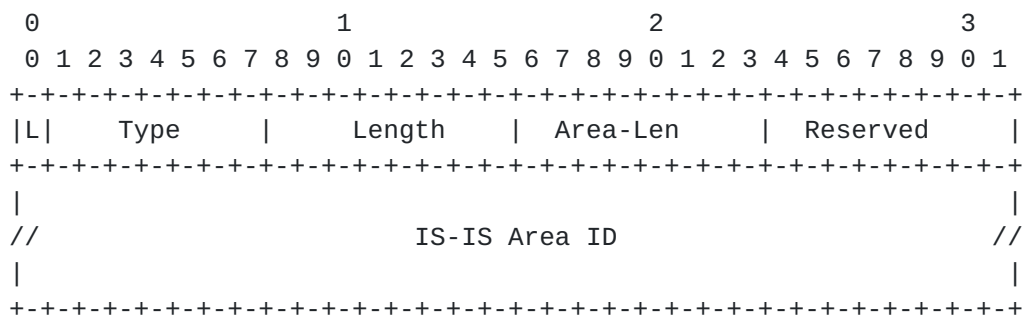 0                   1                   2                   3
 0 1 2 3 4 5 6 7 8 9 0 1 2 3 4 5 6 7 8 9 0 1 2 3 4 5 6 7 8 9 0 1
+-+-+-+-+-+-+-+-+-+-+-+-+-+-+-+-+-+-+-+-+-+-+-+-+-+-+-+-+-+-+-+-+
|L|    Type     |     Length    |  Area-Len     |  Reserved     |
+-+-+-+-+-+-+-+-+-+-+-+-+-+-+-+-+-+-+-+-+-+-+-+-+-+-+-+-+-+-+-+-+
|                                                               |
//                        IS-IS Area ID                        //
|                                                               |
+-+-+-+-+-+-+-+-+-+-+-+-+-+-+-+-+-+-+-+-+-+-+-+-+-+-+-+-+-+-+-+-+